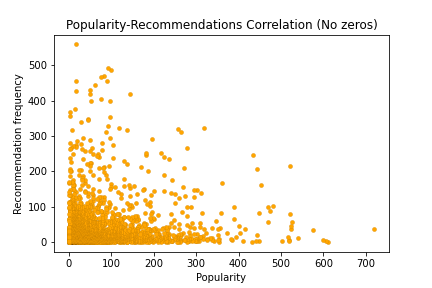 Popularity-Recommendations Correlation (No zeros)
Recommendation frequency
500
400
300
200
100
0
0 100 200 300 400 500 600 700
Popularity